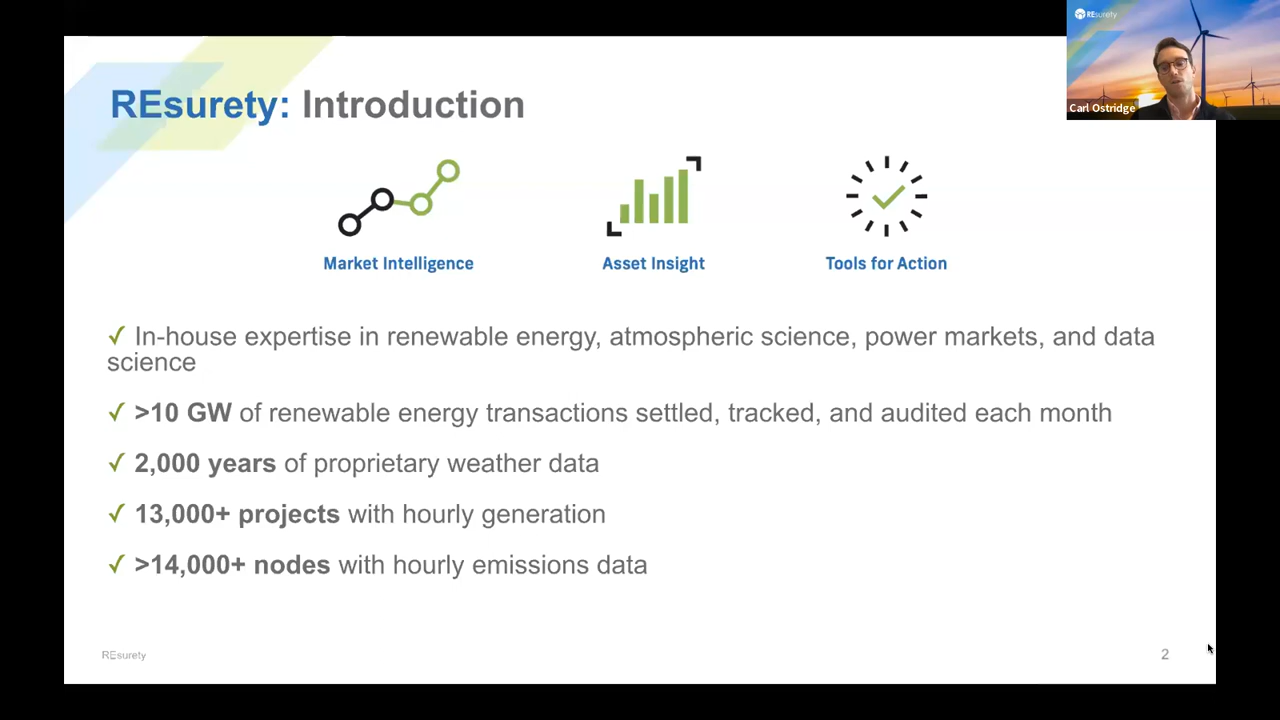 REsurety
Carl Ostridge
REsurety: Introduction
Market Intelligence
Asset Insight
Tools for Action
✓ In-house expertise in renewable energy, atmospheric science, power markets, and data
science
✓ >10 GW of renewable energy transactions settled, tracked, and audited each month
✓ 2,000 years of proprietary weather data
✓ 13,000+ projects with hourly generation
✓ >14,000+ nodes with hourly emissions data
REsurety
2